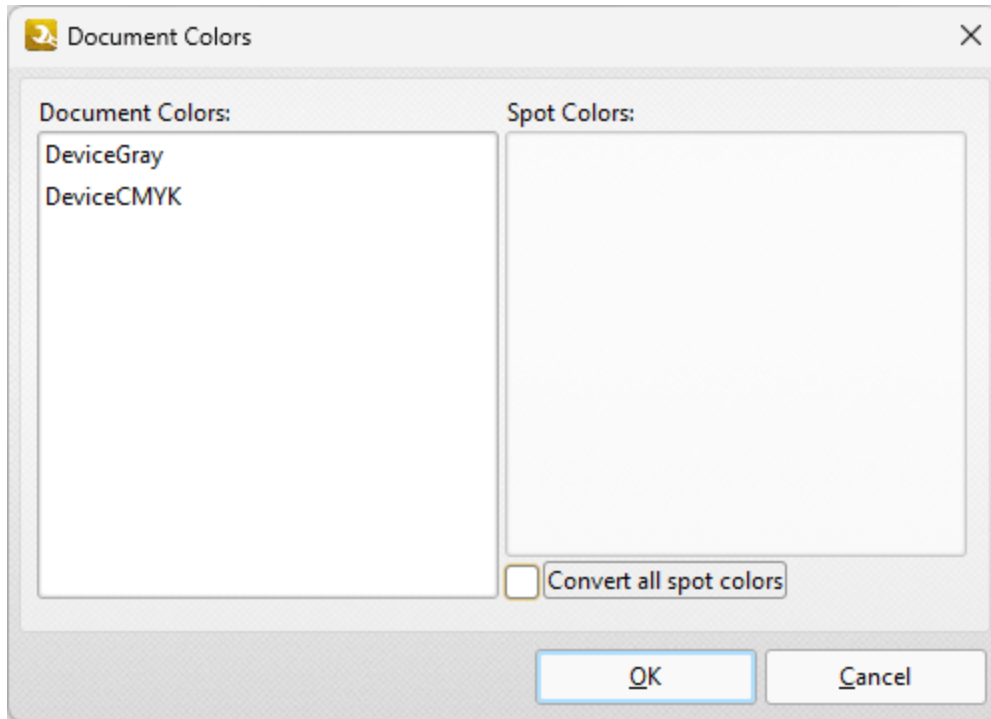 Document Colors
Document Colors:
Spot Colors:
DeviceGray
DeviceCMYK
Convert all spot colors
OK
Cancel